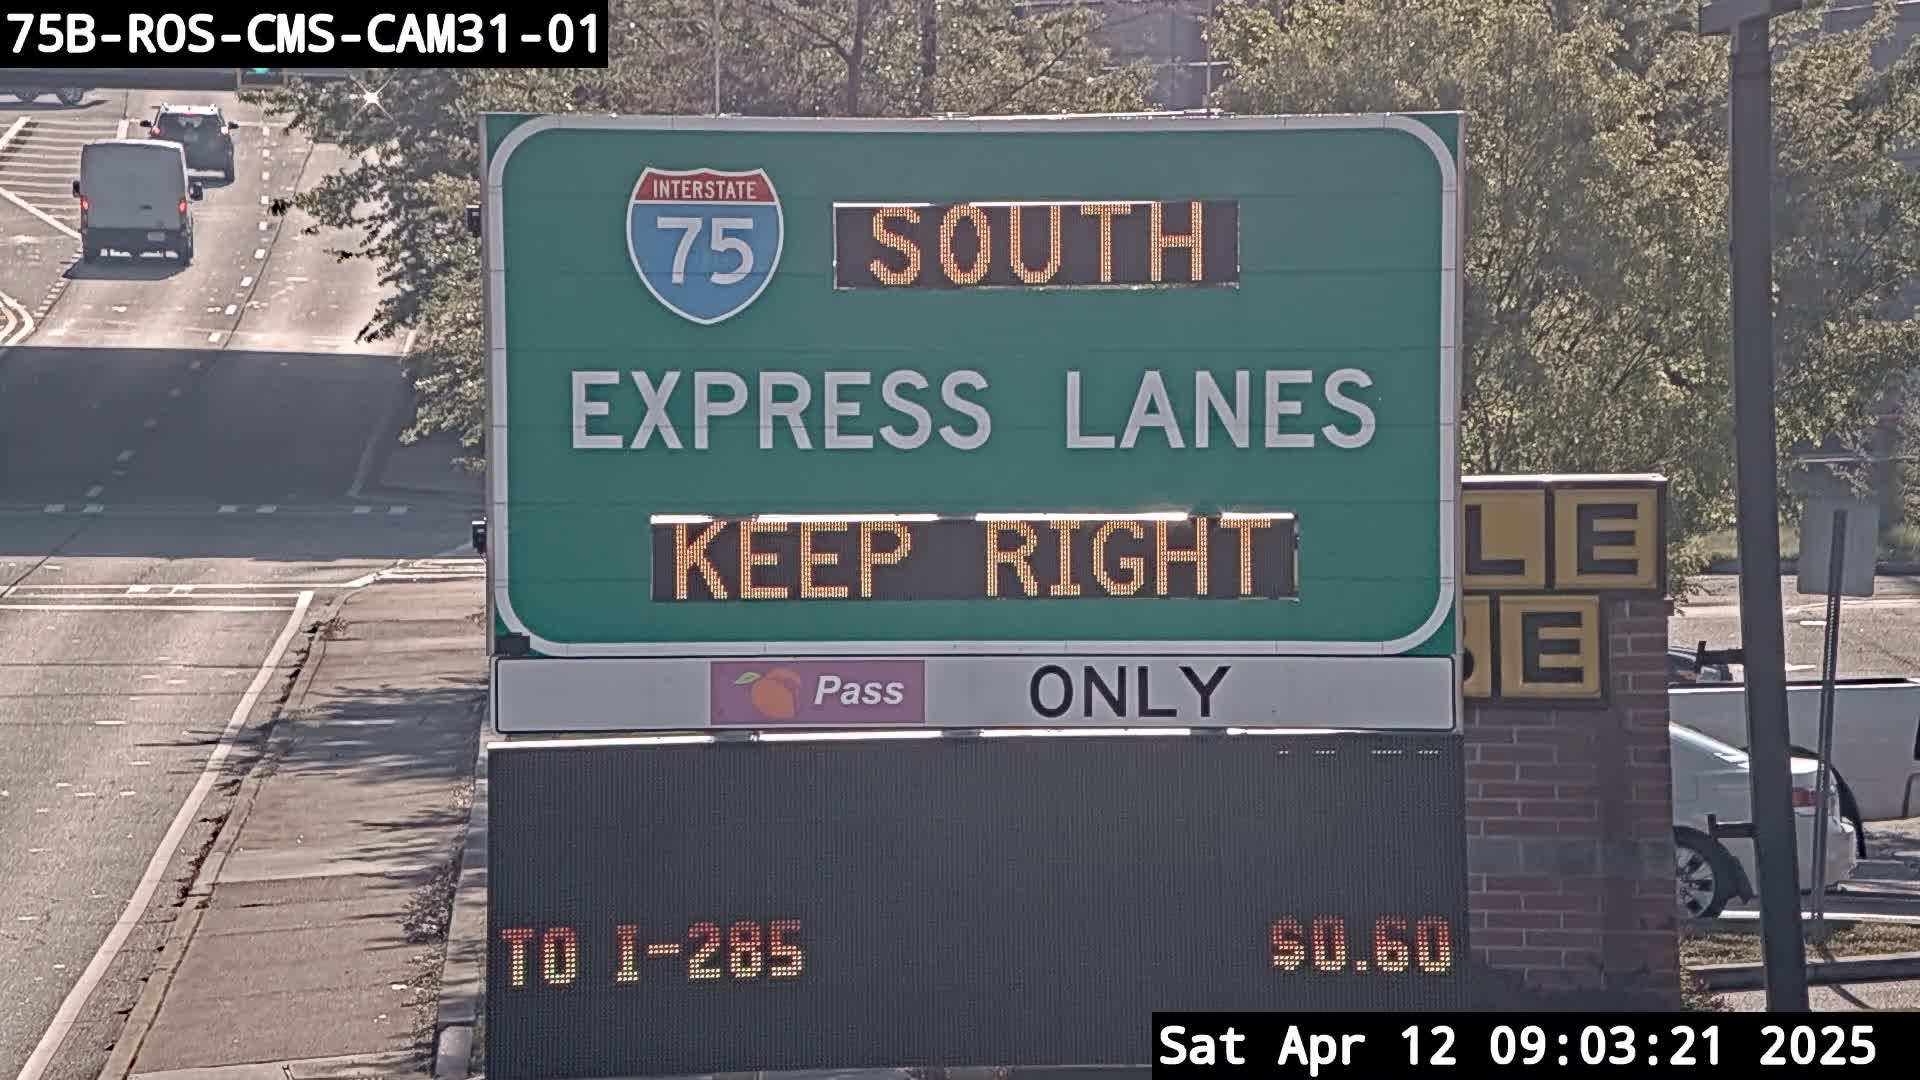 75B-ROS-CMS-CAM31-01
INTERSTATE
75 SOUTH
EXPRESS LANES
KEEP RIGHT
Pass ONLY
TO I-285 $0.60
LE
E
Sat Apr 12 09:03:21 2025